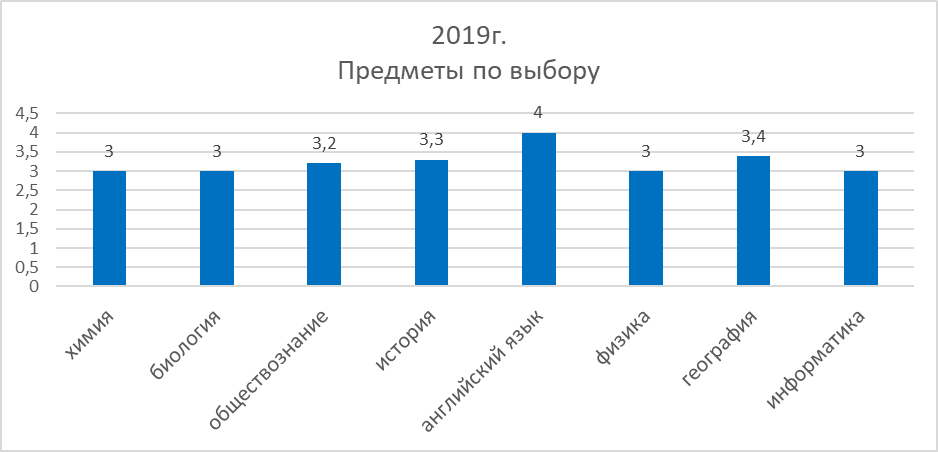 2019г.
Предметы по выбору
4,5
4
3,5
3
2,5
2
1,5
1
0,5
0
3
3
3,2
3,3
4
3
3,4
3
химия
биология
обществознание
история
английский язык
физика
география
информатика